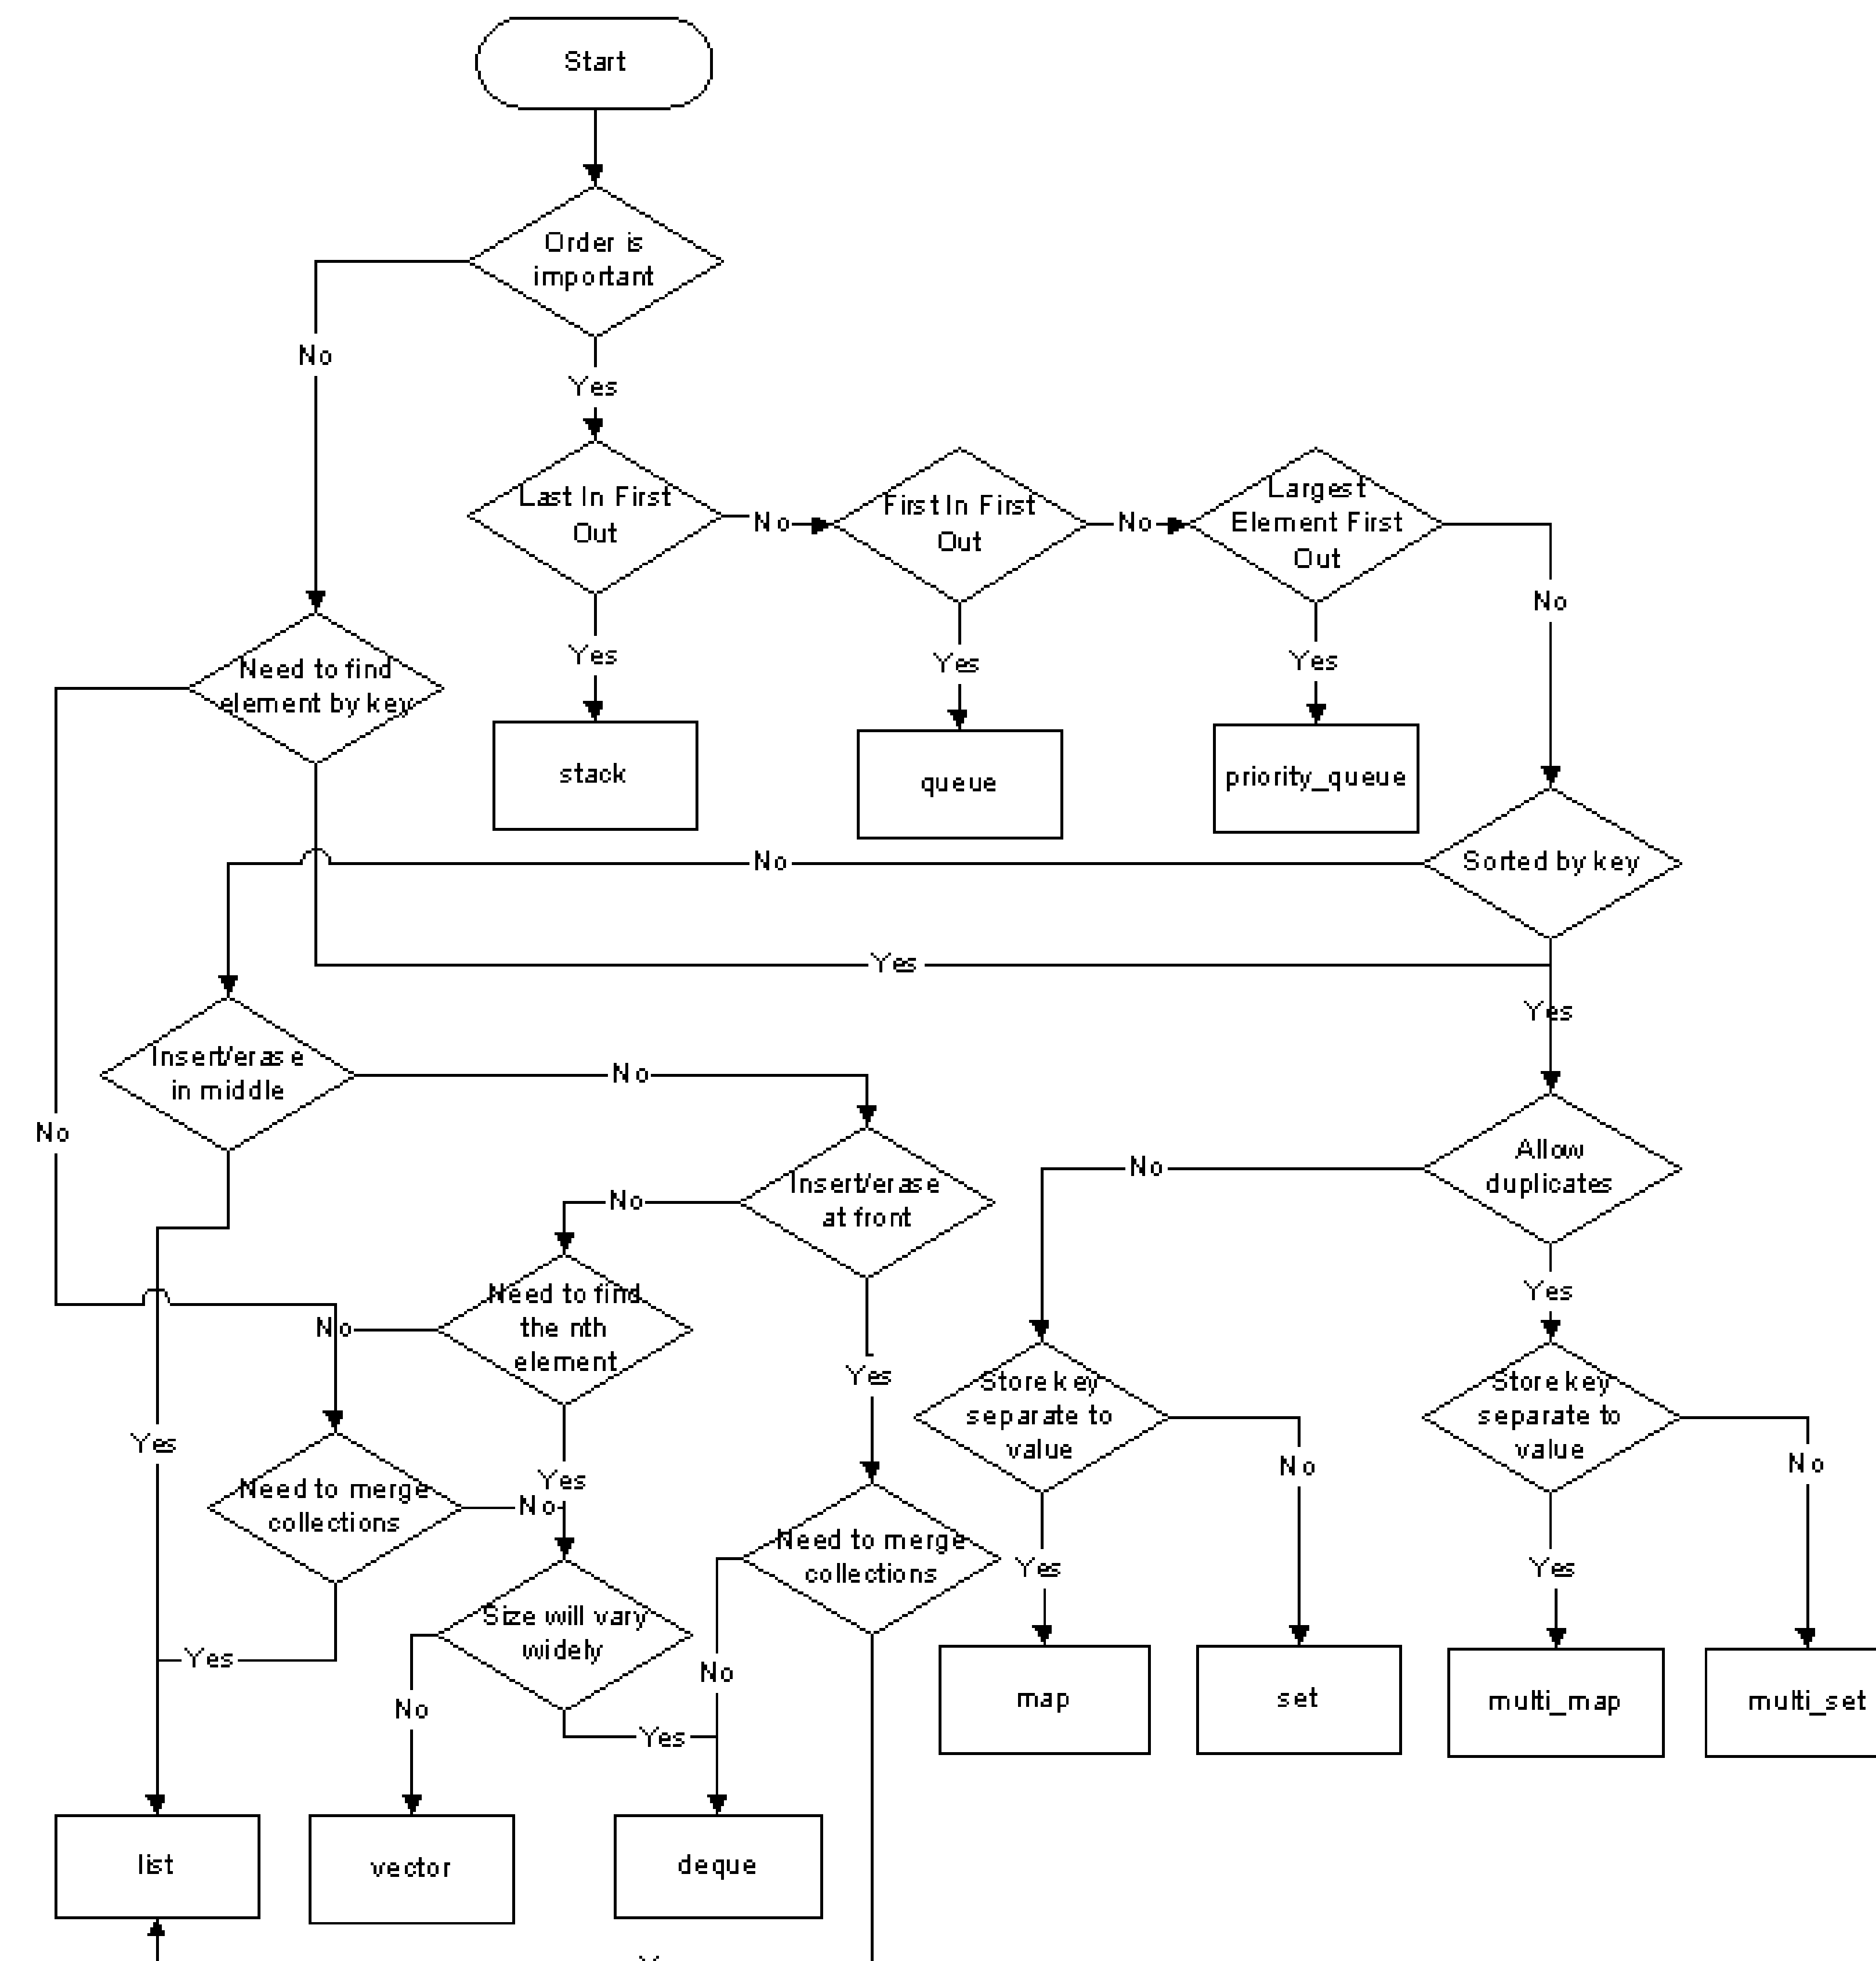 Start
Order is
important
No
Yes
Last In First
Out
No
First In First
Out
No
Largest
Element First
Out
No
Need to find
element by key
Yes
Yes
Yes
stack
queue
priority_queue
No
Sorted by key
Yes
Yes
Insert/erase
in middle
No
No
Allow
duplicates
No
Insert/erase
at front
No
Yes
Need to find
the nth
element
No
Yes
Store key
separate to
value
Store key
separate to
value
Yes
No
No
Need to merge
collections
Yes
No
Need to merge
collections
Yes
Yes
Size will vary
widely
Yes
No
No
Yes
map
set
multi_map
multi_set
list
vector
deque